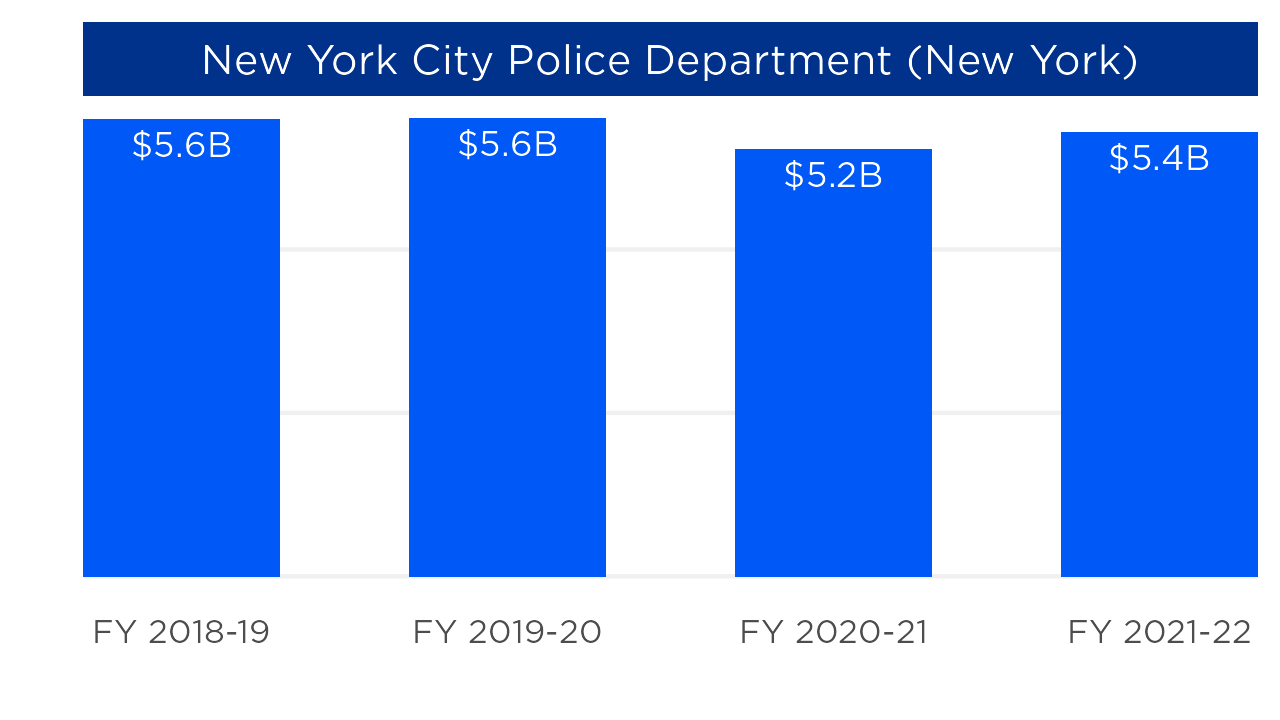 New York City Police Department (New York)
$5.6B $5.6B $5.2B $5.4B
FY 2018-19 FY 2019-20 FY 2020-21 FY 2021-22